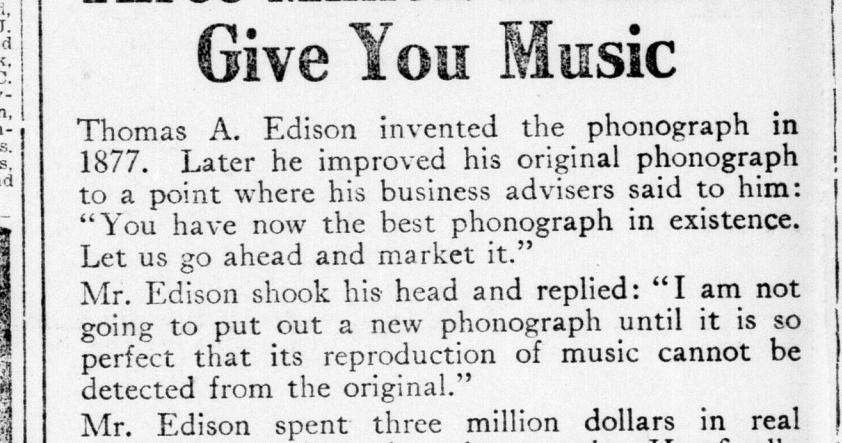 Give You Music
Thomas A. Edison invented the phonograph in
1877. Later he improved his original phonograph
to a point where his business advisers said to him:
"You have now the best phonograph in existence.
Let us go ahead and market it."
Mr. Edison shook his head and replied: "I am not
going to put out a new phonograph until it is so
perfect that its reproduction of music cannot be
detected from the original."
Mr. Edison spent three million dollars in real